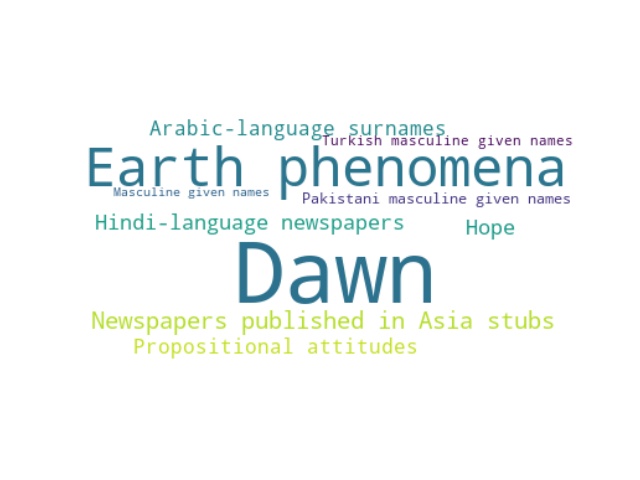 Arabic-language surnames
Turkish masculine given names
Earth phenomena
Masculine given names
Pakistani masculine given names
Hindi-language newspapers
Hope
Dawn
Newspapers published in Asia stubs
Propositional attitudes